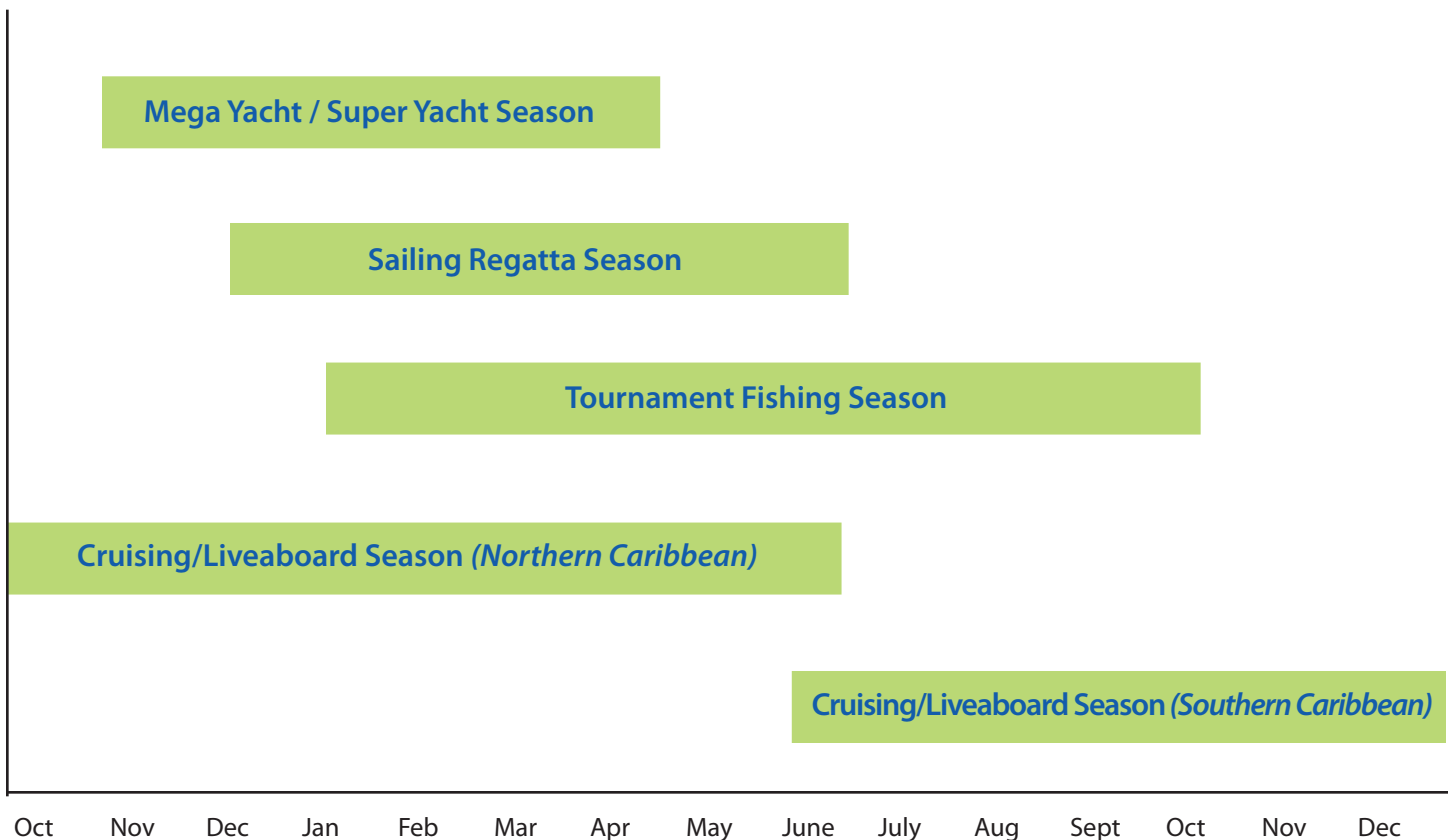 Mega Yacht / Super Yacht Season
Sailing Regatta Season
Tournament Fishing Season
Cruising/Liveaboard Season (Northern Caribbean)
Cruising/Liveaboard Season (Southern Caribbean)
Oct Nov Dec Jan Feb Mar Apr May June July Aug Sept Oct Nov Dec